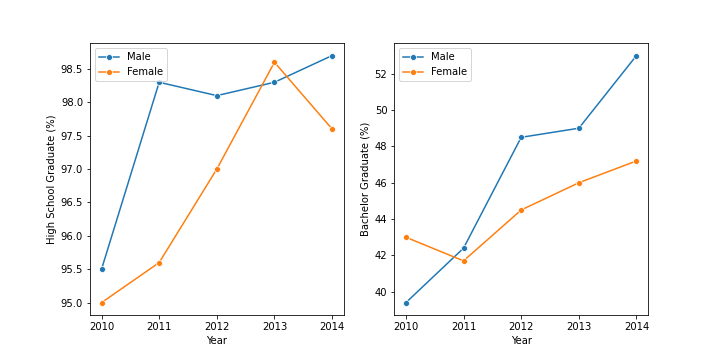 Male
Female
98.5
98.0
97.5
97.0
96.5
96.0
95.5
95.0
High School Graduate (%)
2010 2011 2012 2013 2014
Year
Male
Female
52
50
48
46
44
42
40
Bachelor Graduate (%)
2010 2011 2012 2013 2014
Year